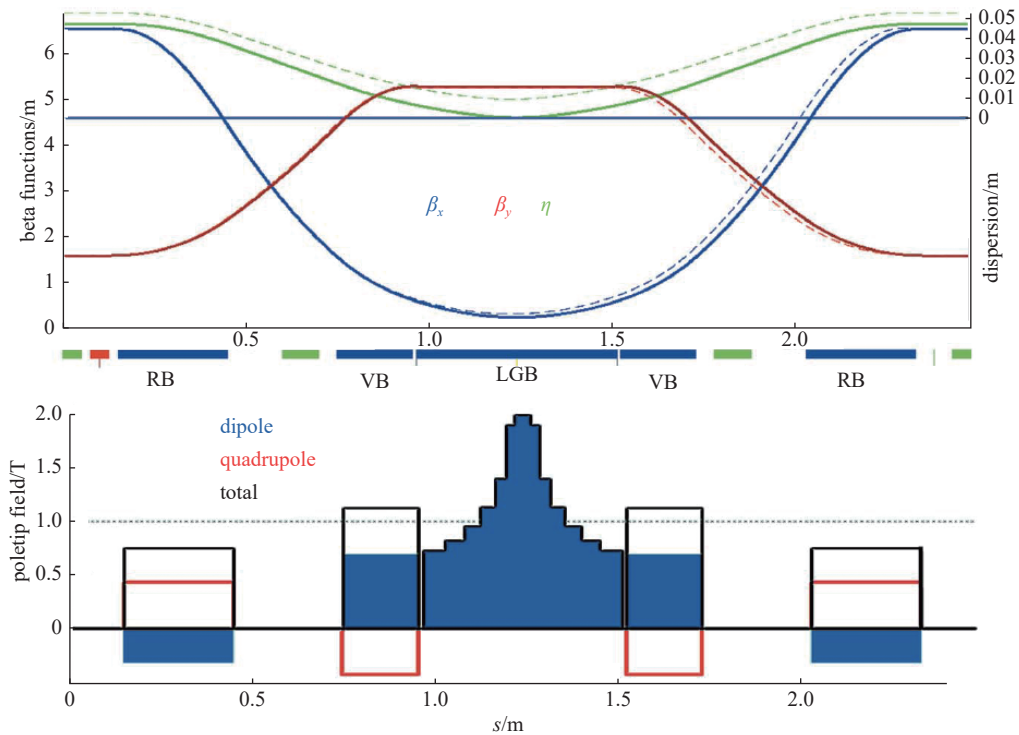 beta functions/m
6
5
4
3
2
1
0
0.5
1.0
1.5
2.0
0.05
0.04
0.03
0.02
0.01
0
dispersion/m
βx βy η
RB VB LGB VB RB
poletip field/T
2.0
1.5
1.0
0.5
0
dipole
quadrupole
total
0 0.5 1.0 1.5 2.0
s/m